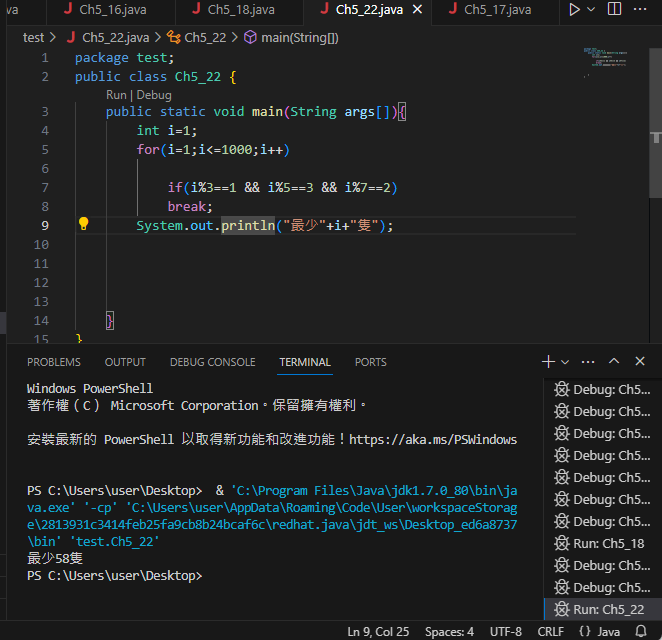 va
J Ch5_16.java
J Ch5_18.java
J Ch5_22.java
J Ch5_17.java
test > J Ch5_22.java > Ch5_22 > main(String[])
1 package test;
2 public class Ch5_22 {
Run | Debug
3 public static void main(String args[]){
4 int i=1;
5 for(i=1;i<=1000;i++)
6
7 if(i%3==1 && i%5==3 && i%7==2)
8 break;
9 System.out.println("最少"+i+"隻");
10
11
12
13
14 }
15 }
PROBLEMS OUTPUT DEBUG CONSOLE TERMINAL PORTS
Windows PowerShell
著作權（C） Microsoft Corporation。保留擁有權利。
安裝最新的 PowerShell 以取得新功能和改進功能！https://aka.ms/PSWindows
PS C:\Users\user\Desktop>  & 'C:\Program Files\Java\jdk1.7.0_80\bin\ja
va.exe' '-cp' 'C:\Users\user\AppData\Roaming\Code\User\workspaceStorag
e\2813931c3414feb25fa9cb8b24bcaf6c\redhat.java\jdt_ws\Desktop_ed6a8737
\bin' 'test.Ch5_22'
最少58隻
PS C:\Users\user\Desktop>
Debug: Ch5...
Debug: Ch5...
Debug: Ch5...
Debug: Ch5...
Debug: Ch5...
Debug: Ch5...
Debug: Ch5...
Run: Ch5_18
Debug: Ch5...
Debug: Ch5...
Run: Ch5_22
Ln 9, Col 25 Spaces: 4 UTF-8 CRLF {} Java